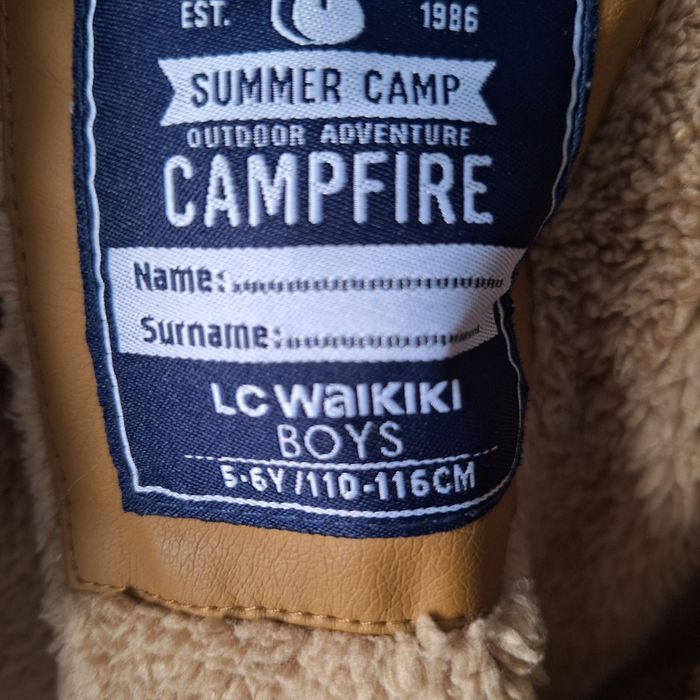 EST. 1986
SUMMER CAMP
OUTDOOR ADVENTURE
CAMPFIRE
Name:
Surname:
LC WaIKIKI
BOYS
5-6Y/110-116CM